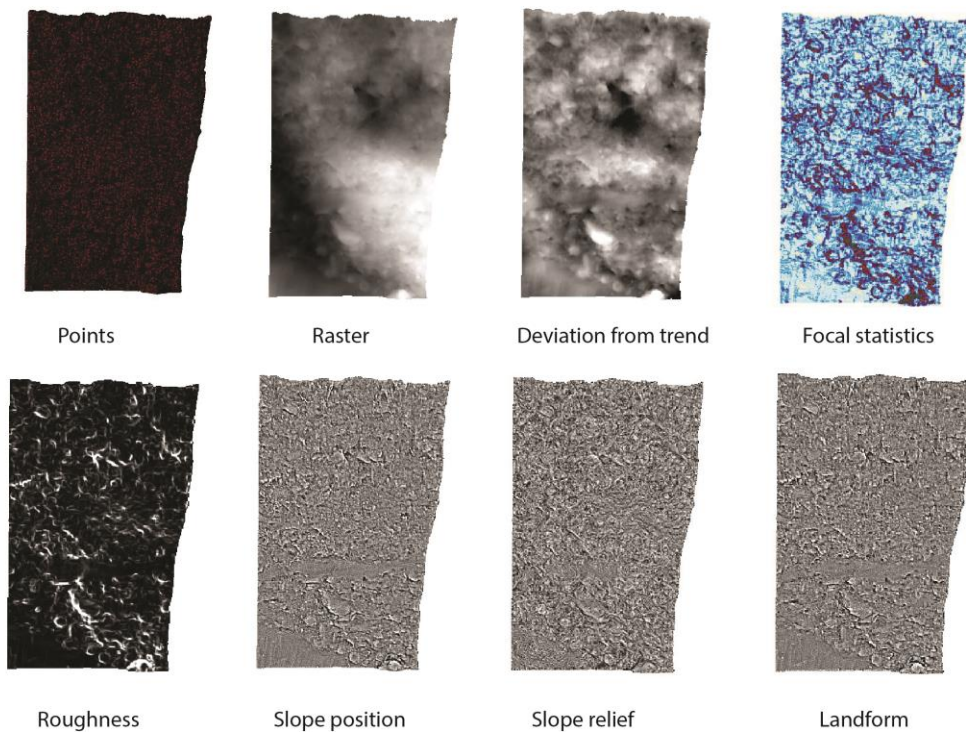 Points
Raster
Deviation from trend
Focal statistics
Roughness
Slope position
Slope relief
Landform